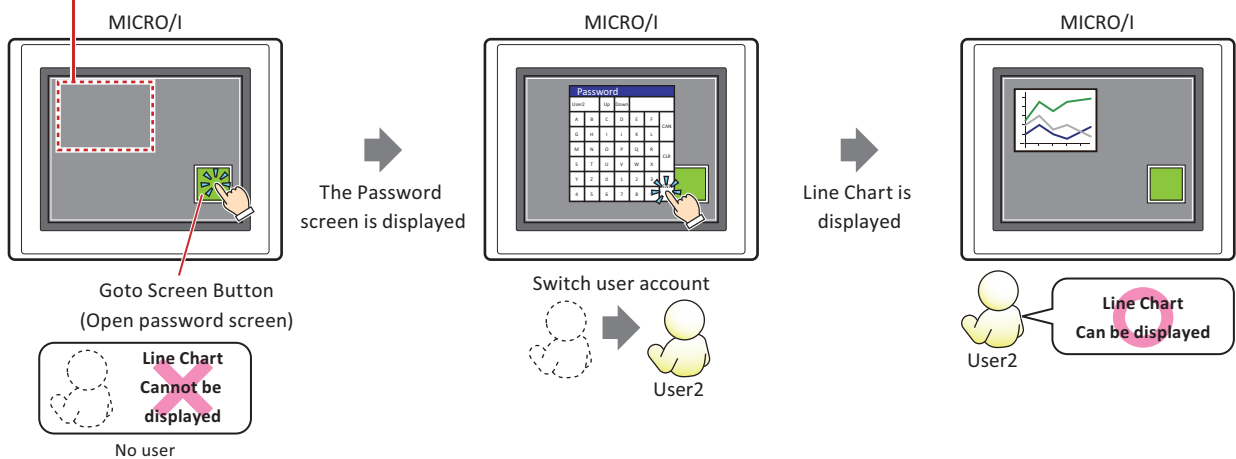 MICRO/I
MICRO/I
MICRO/I
Password
User2 Up Down
A B C D E F
CAN
G H I J K L
M N O P Q R
CLR
S T U V W X
Y Z 0 1 2
4 5 6 7 8
The Password
screen is displayed
Line Chart is
displayed
Goto Screen Button
(Open password screen)
Line Chart
Cannot be
displayed
No user
Switch user account
User2
Line Chart
Can be displayed
User2